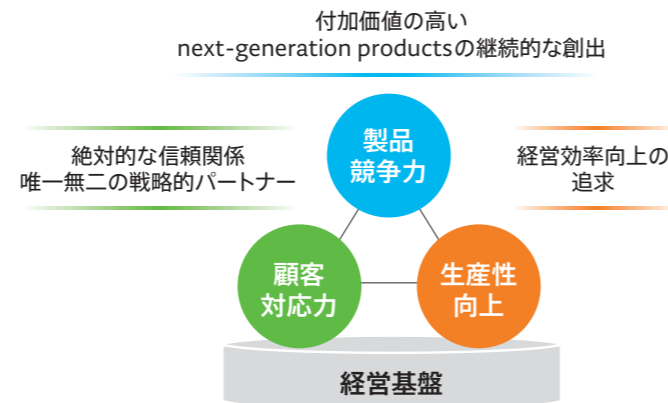 付加価値の高い
next-generation productsの継続的な創出
製品
競争力
絶対的な信頼関係
唯一無二の戦略的パートナー
経営効率向上の
追求
顧客
対応力
生産性
向上
経営基盤